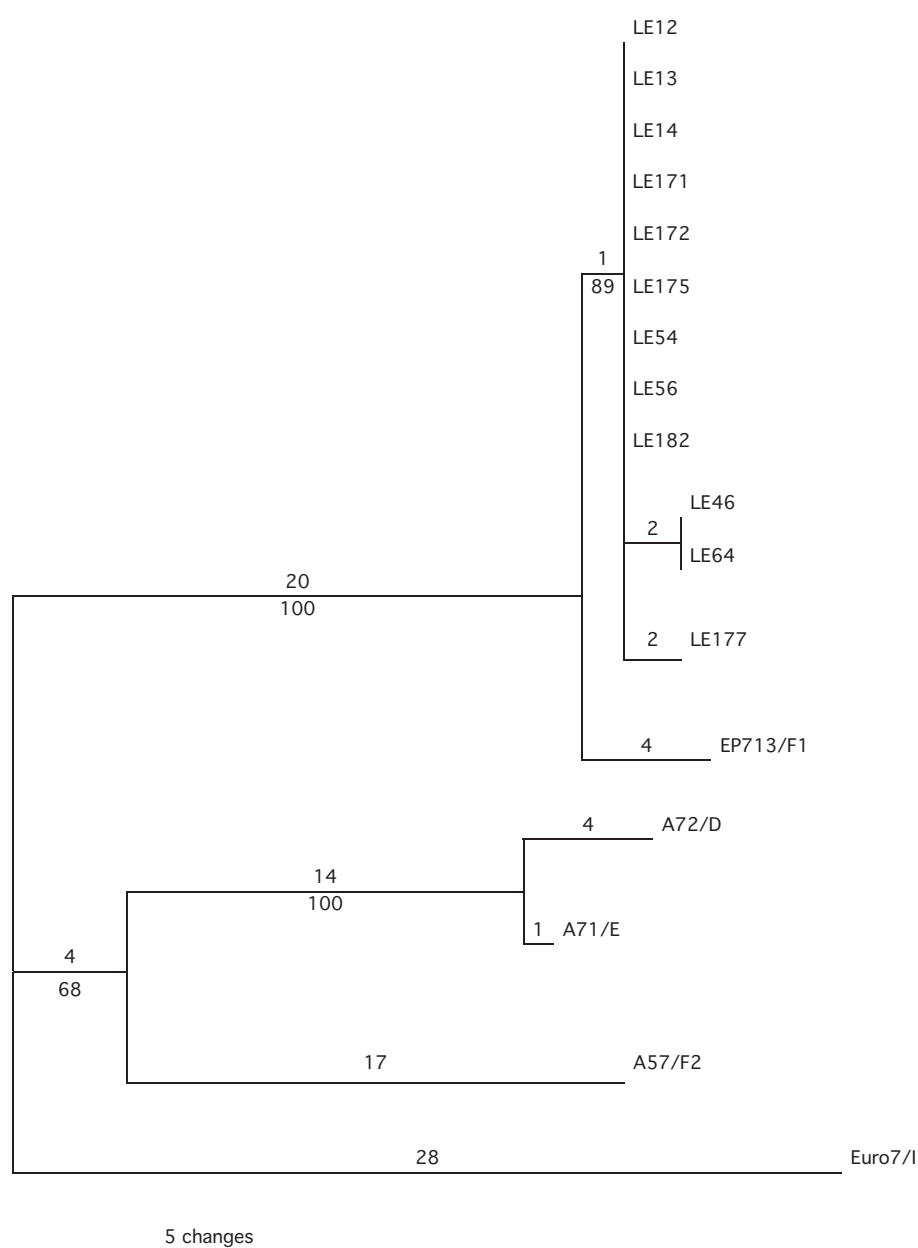 LE12
LE13
LE14
LE171
LE172
1
89
LE175
LE54
LE56
LE182
LE46
2
LE64
20
100
2
LE177
4
EP713/F1
4
A72/D
14
100
1
A71/E
4
68
17
A57/F2
28
Euro7/I
5 changes